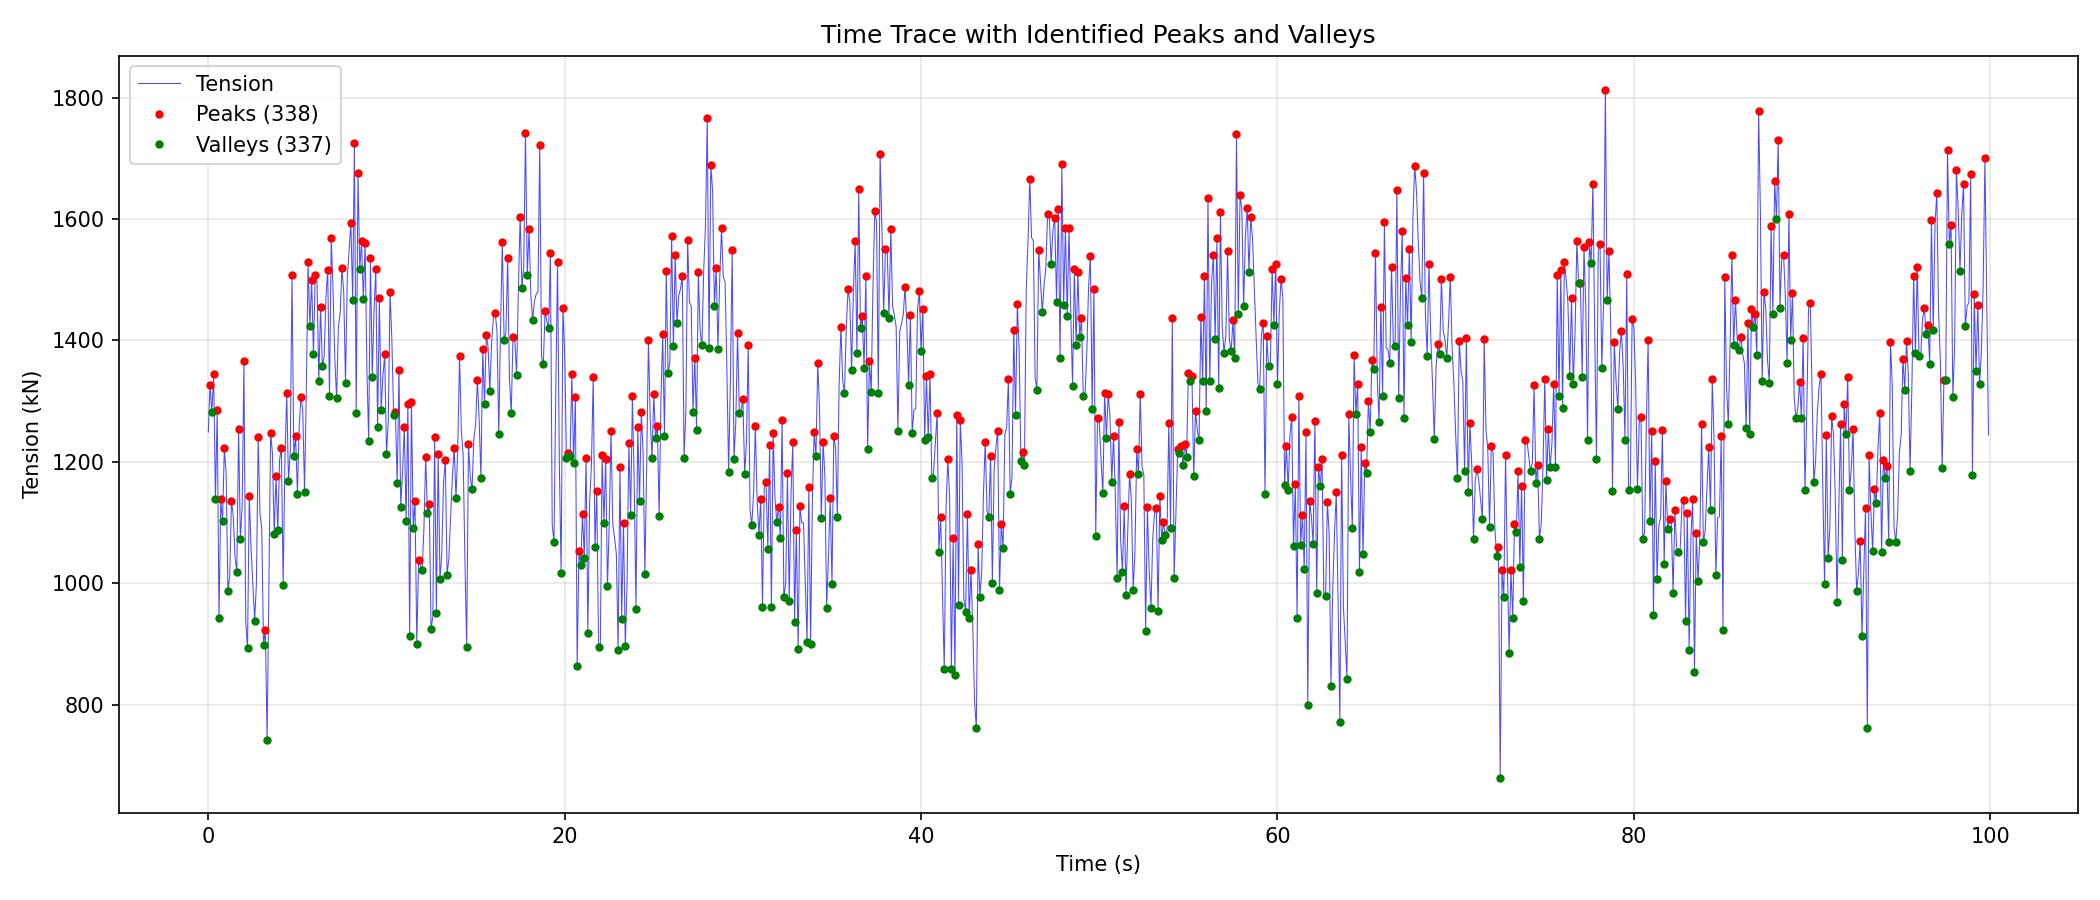 Time Trace with Identified Peaks and Valleys
Tension
Peaks (338)
Valleys (337)
Tension (kN)
1800
1600
1400
1200
1000
800
0 20 40 60 80 100
Time (s)